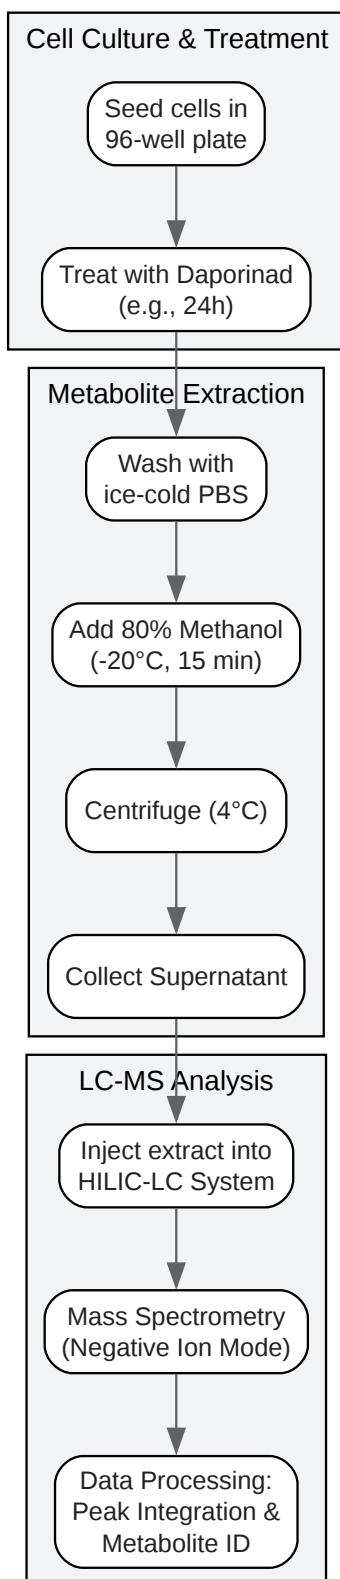 Cell Culture & Treatment
Seed cells in
96-well plate
Treat with Daporinad
(e.g., 24h)
Metabolite Extraction
Wash with
ice-cold PBS
Add 80% Methanol
(-20°C, 15 min)
Centrifuge (4°C)
Collect Supernatant
LC-MS Analysis
Inject extract into
HILIC-LC System
Mass Spectrometry
(Negative Ion Mode)
Data Processing:
Peak Integration &
Metabolite ID